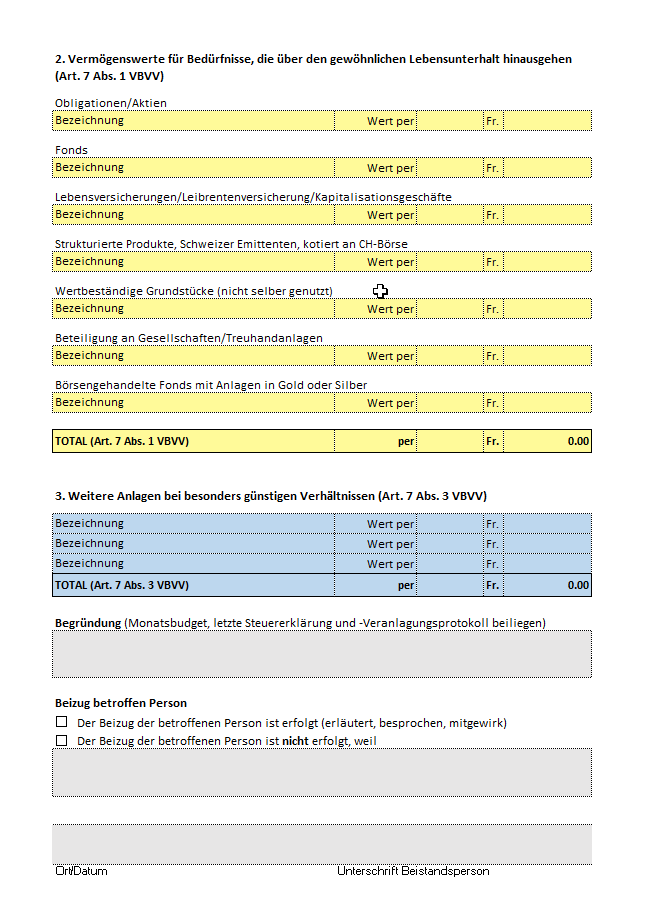 2. Vermögenswerte für Bedürfnisse, die über den gewöhnlichen Lebensunterhalt hinausgehen
(Art. 7 Abs. 1 VBVV)
Obligationen/Aktien
Bezeichnung Wert per Fr.
Fonds
Bezeichnung Wert per Fr.
Lebensversicherungen/Leibrentenversicherung/Kapitalisationsgeschäfte
Bezeichnung Wert per Fr.
Strukturierte Produkte, Schweizer Emittenten, kotiert an CH-Börse
Bezeichnung Wert per Fr.
Wertbeständige Grundstücke (nicht selber genutzt)
Bezeichnung Wert per Fr.
Beteiligung an Gesellschaften/Treuhandanlagen
Bezeichnung Wert per Fr.
Börsengehandelte Fonds mit Anlagen in Gold oder Silber
Bezeichnung Wert per Fr.
TOTAL (Art. 7 Abs. 1 VBVV) per Fr. 0.00
3. Weitere Anlagen bei besonders günstigen Verhältnissen (Art. 7 Abs. 3 VBVV)
Bezeichnung Wert per Fr.
Bezeichnung Wert per Fr.
Bezeichnung Wert per Fr.
TOTAL (Art. 7 Abs. 3 VBVV) per Fr. 0.00
Begründung (Monatsbudget, letzte Steuererklärung und -Veranlagungsprotokoll beiliegen)
Beizug betroffen Person
Der Beizug der betroffenen Person ist erfolgt (erläutert, besprochen, mitgewirk)
Der Beizug der betroffenen Person ist nicht erfolgt, weil
Ort/Datum Unterschrift Beistandsperson